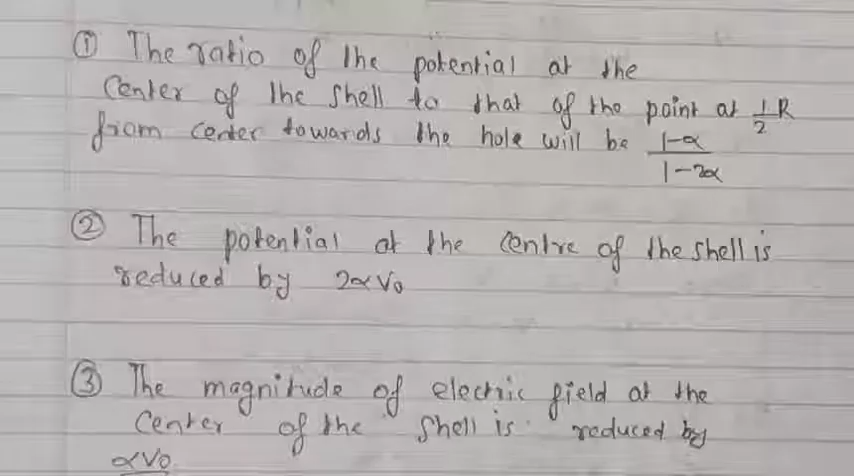 ① The ratio of the potential at the
Center of the shell to that of the point at 1/2 R
from center towards the hole will be 1-α/1-2α
② The potential at the centre of the shell is
reduced by 2αV₀
③ The magnitude of electric field at the
Center of the shell is reduced by
αV₀